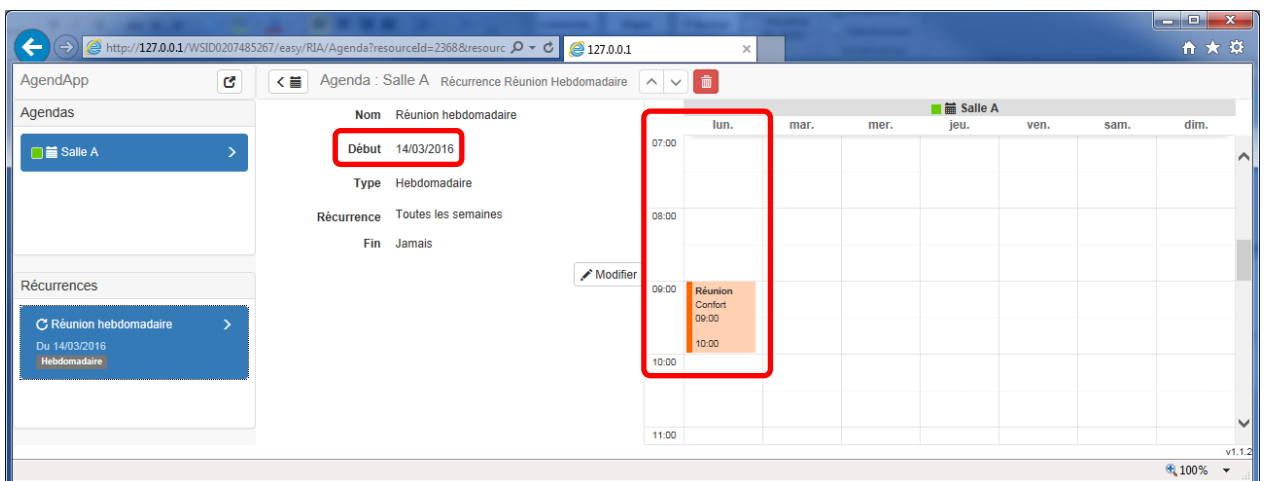 http://127.0.0.1/WSID0207485267/easy/RIA/Agenda?resourceId=2368&resourc
127.0.0.1
AgendApp
Agenda : Salle A Récurrence Réunion Hebdomadaire
Agendas
Salle A
Récurrences
Réunion hebdomadaire
Du 14/03/2016
Hebdomadaire
Nom Réunion hebdomadaire
Début 14/03/2016
Type Hebdomadaire
Récurrence Toutes les semaines
Fin Jamais
Modifier
Salle A
lun. mar. mer. jeu. ven. sam. dim.
07:00
08:00
09:00
Réunion
Confort
09:00
10:00
10:00
11:00
v1.1.2
100%